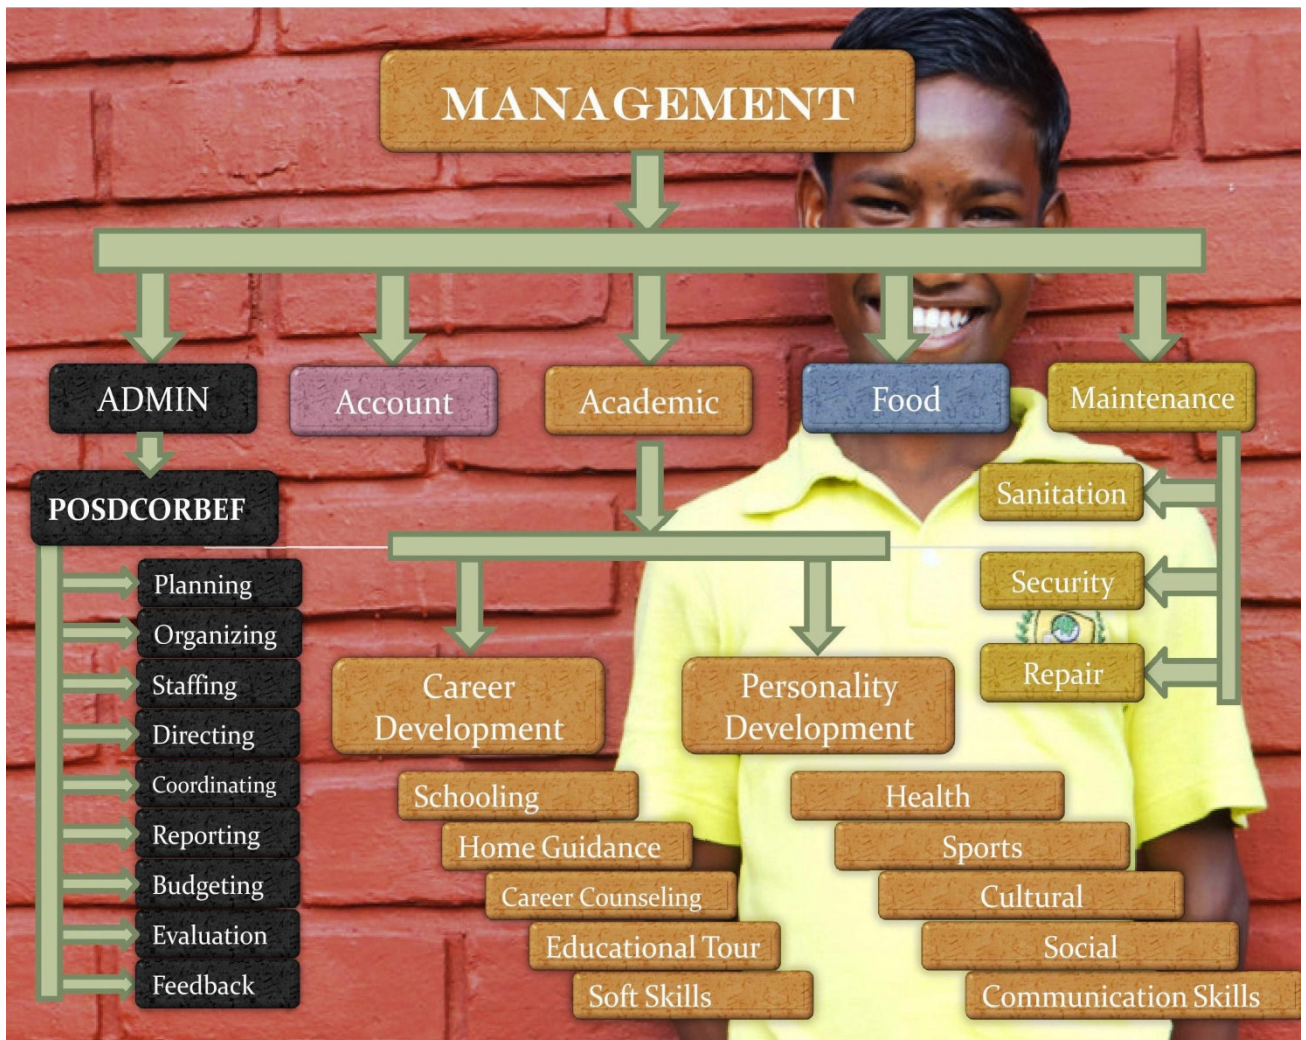 MANAGEMENT
ADMIN
Account
Academic
Food
Maintenance
POSDCORBEF
Planning
Organizing
Staffing
Directing
Coordinating
Reporting
Budgeting
Evaluation
Feedback
Career
Development
Schooling
Home Guidance
Career Counseling
Educational Tour
Soft Skills
Personality
Development
Health
Sports
Cultural
Social
Communication Skills
Sanitation
Security
Repair